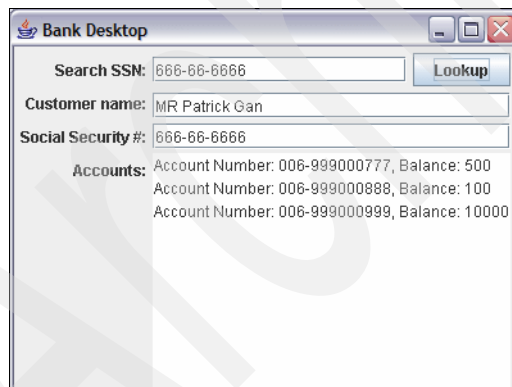 Bank Desktop
Search SSN: 666-66-6666 Lookup
Customer name: MR Patrick Gan
Social Security #: 666-66-6666
Accounts: Account Number: 006-999000777, Balance: 500
Account Number: 006-999000888, Balance: 100
Account Number: 006-999000999, Balance: 10000